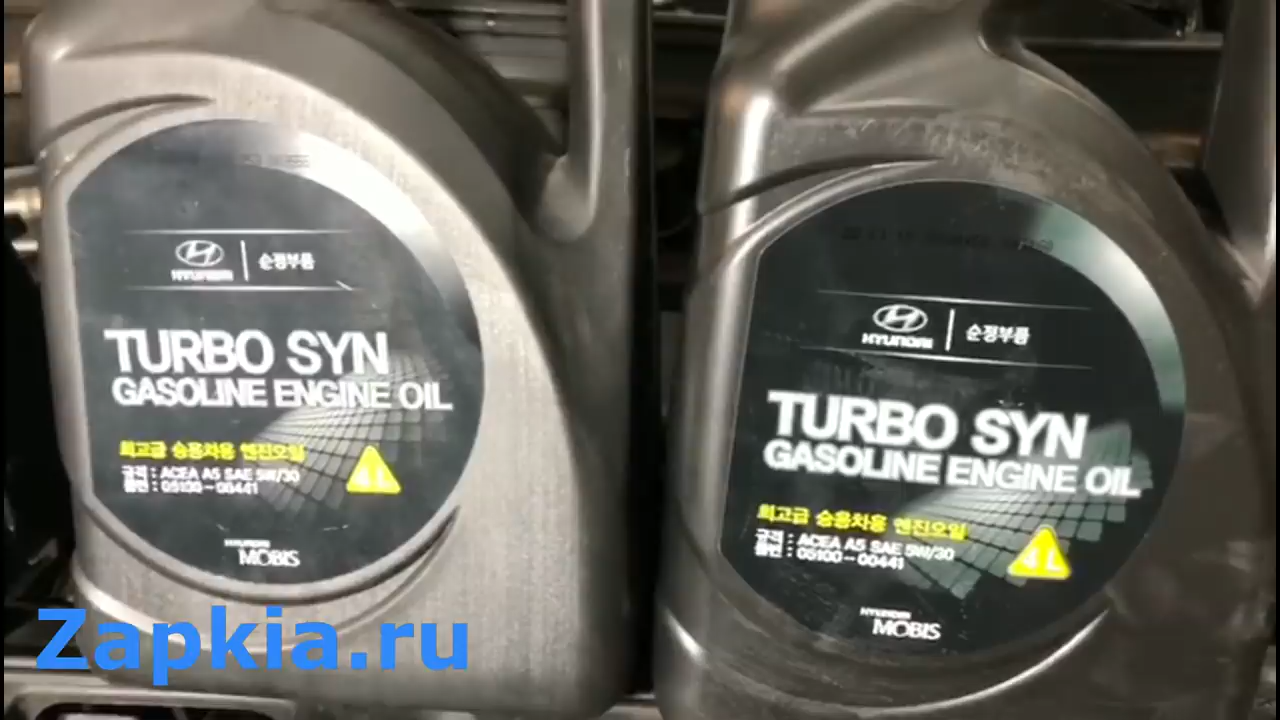 HYUNDAI
순정부품
TURBO SYN
GASOLINE ENGINE OIL
최고급 승용차용 엔진오일
규격 : ACEA A5 SAE 5W/30
품번 : 05100-00441
4L
HYUNDAI
MOBIS
HYUNDAI
순정부품
TURBO SYN
GASOLINE ENGINE OIL
최고급 승용차용 엔진오일
규격 : ACEA A5 SAE 5W/30
품번 : 05100-00441
4L
HYUNDAI
MOBIS
Zapkia.ru